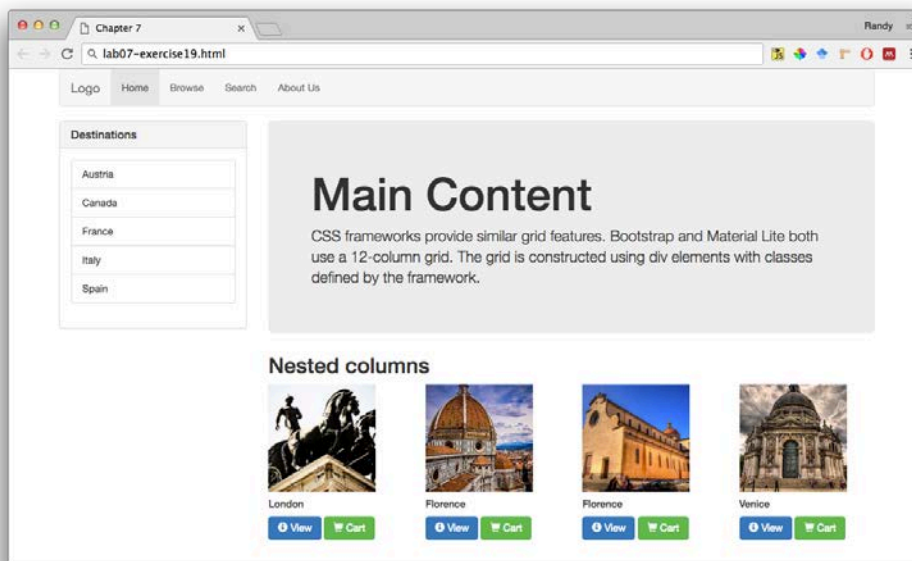 Chapter 7
Randy
lab07-exercise19.html
Logo Home Browse Search About Us
Destinations
Austria
Canada
France
Italy
Spain
Main Content
CSS frameworks provide similar grid features. Bootstrap and Material Lite both
use a 12-column grid. The grid is constructed using div elements with classes
defined by the framework.
Nested columns
London Florence Florence Venice
View Cart View Cart View Cart View Cart